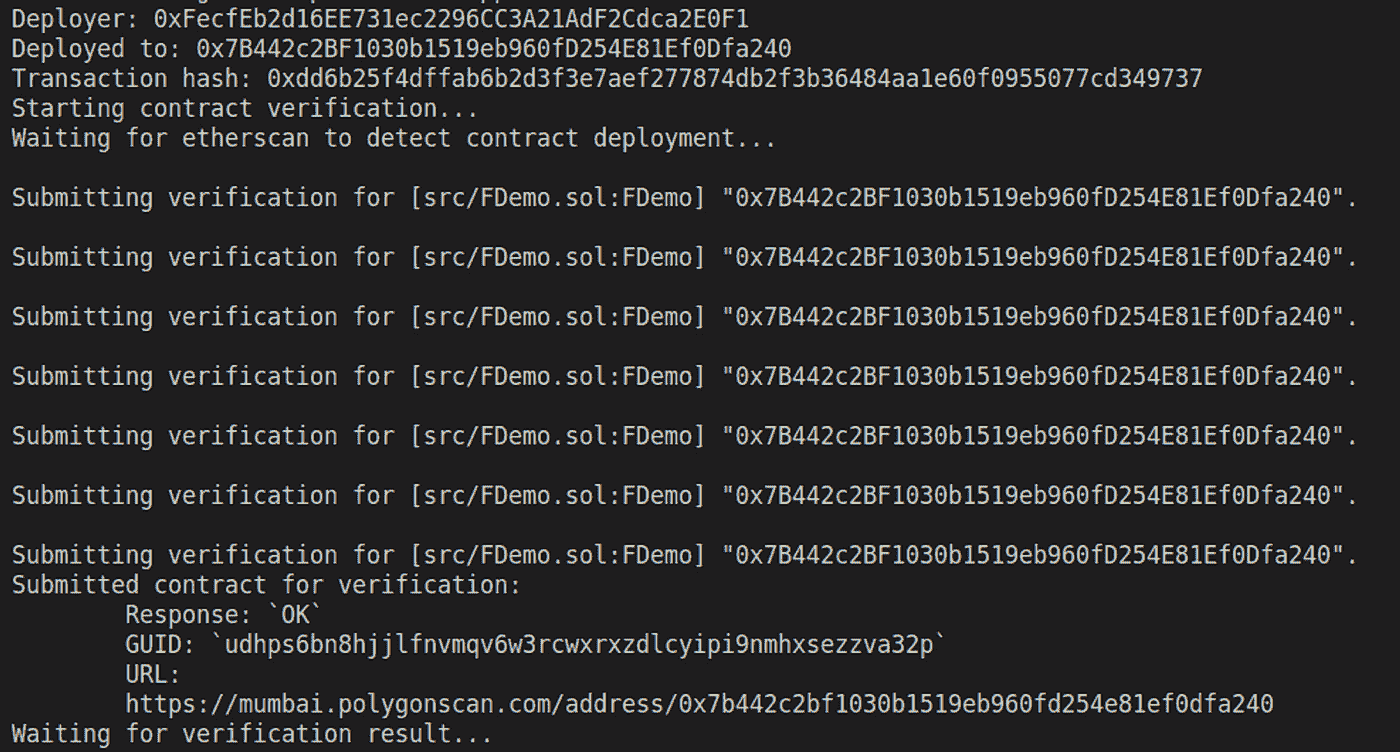 Deployer: 0xFecfEb2d16EE731ec2296CC3A21AdF2Cdca2E0F1
Deployed to: 0x7B442c2BF1030b1519eb960fD254E81Ef0Dfa240
Transaction hash: 0xdd6b25f4dffab6b2d3f3e7aef277874db2f3b36484aa1e60f0955077cd349737
Starting contract verification...
Waiting for etherscan to detect contract deployment...
Submitting verification for [src/FDemo.sol:FDemo] "0x7B442c2BF1030b1519eb960fD254E81Ef0Dfa240".
Submitting verification for [src/FDemo.sol:FDemo] "0x7B442c2BF1030b1519eb960fD254E81Ef0Dfa240".
Submitting verification for [src/FDemo.sol:FDemo] "0x7B442c2BF1030b1519eb960fD254E81Ef0Dfa240".
Submitting verification for [src/FDemo.sol:FDemo] "0x7B442c2BF1030b1519eb960fD254E81Ef0Dfa240".
Submitting verification for [src/FDemo.sol:FDemo] "0x7B442c2BF1030b1519eb960fD254E81Ef0Dfa240".
Submitting verification for [src/FDemo.sol:FDemo] "0x7B442c2BF1030b1519eb960fD254E81Ef0Dfa240".
Submitting verification for [src/FDemo.sol:FDemo] "0x7B442c2BF1030b1519eb960fD254E81Ef0Dfa240".
Submitted contract for verification:
Response: `OK`
GUID: `udhps6bn8hjjlfnvmqv6w3rcwxrxzdlcyipi9nmhxsezzva32p`
URL:
https://mumbai.polygonscan.com/address/0x7b442c2bf1030b1519eb960fd254e81ef0dfa240
Waiting for verification result...